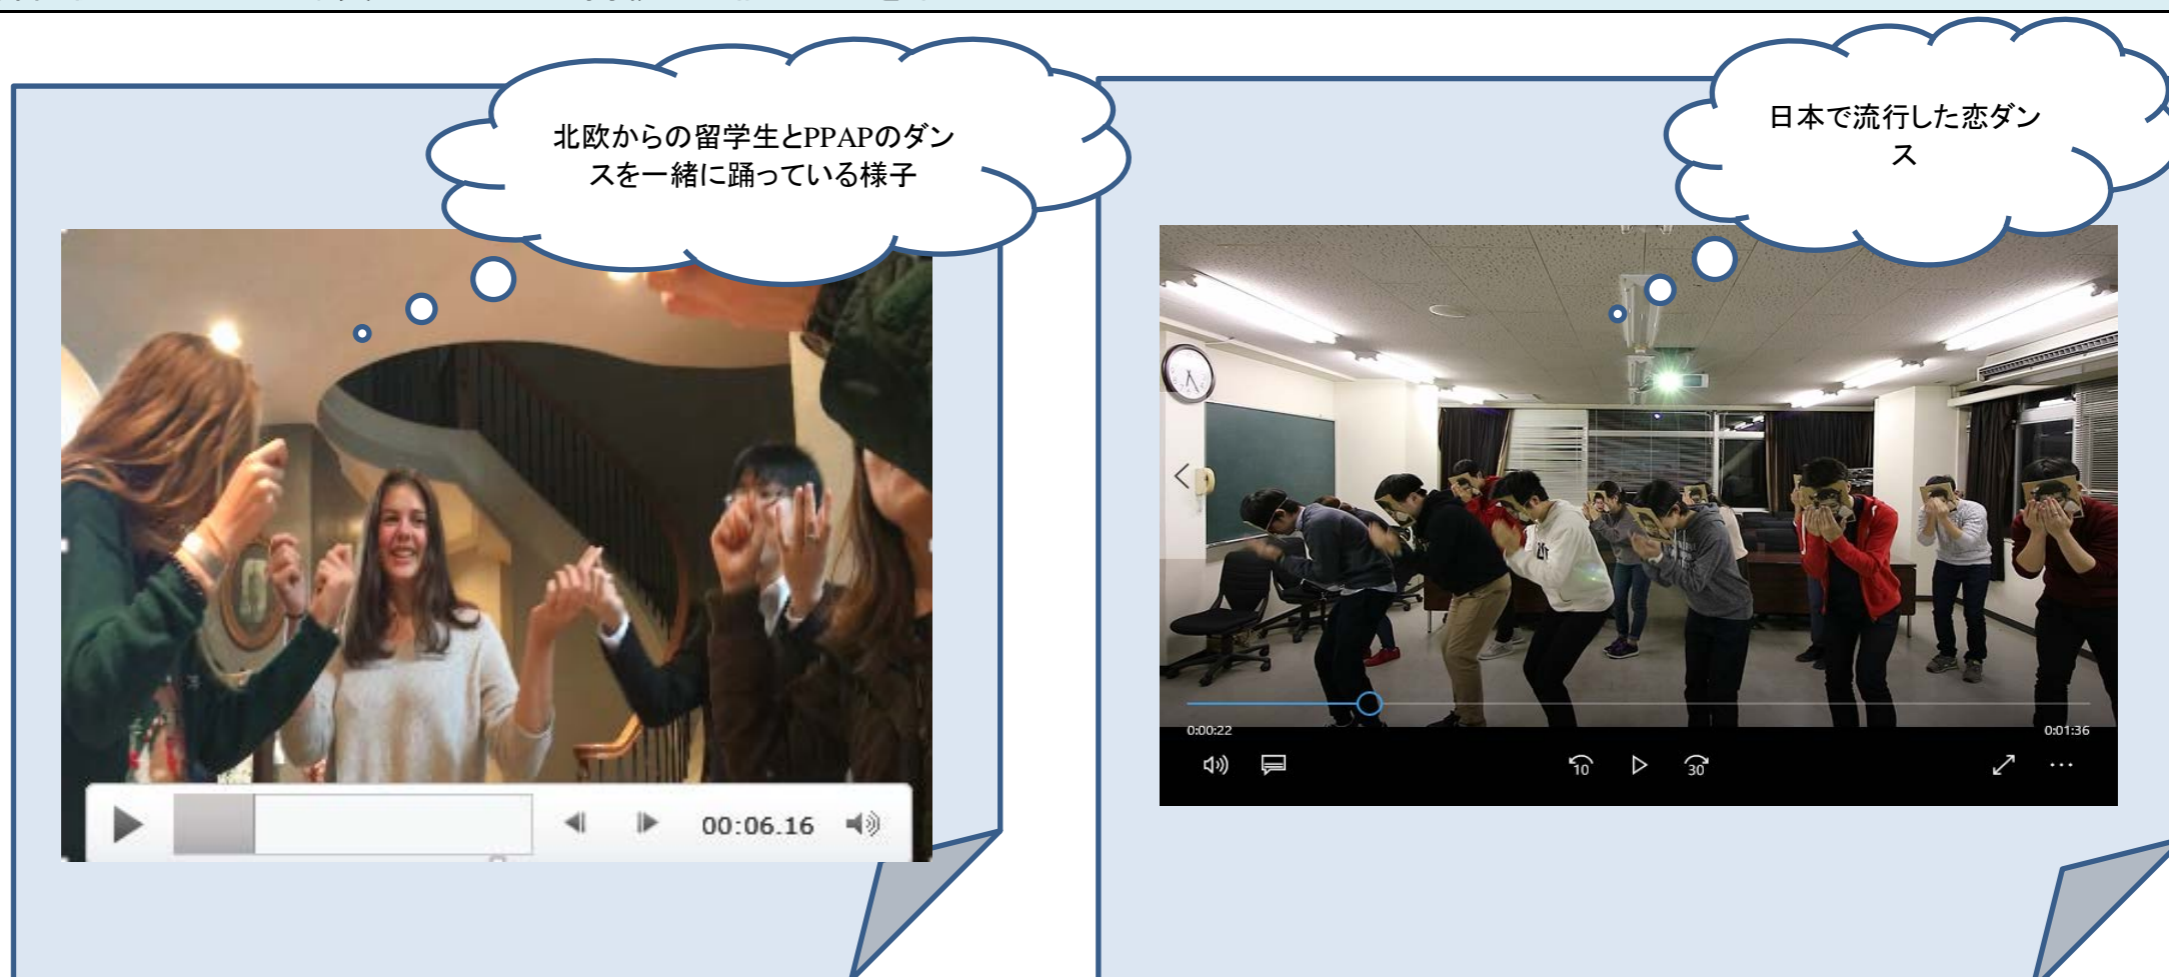 北欧からの留学生とPPAPのダン
スを一緒に踊っている様子
日本で流行した恋ダン
ス
00:06.16
0:00:22
0:01:36
10
30